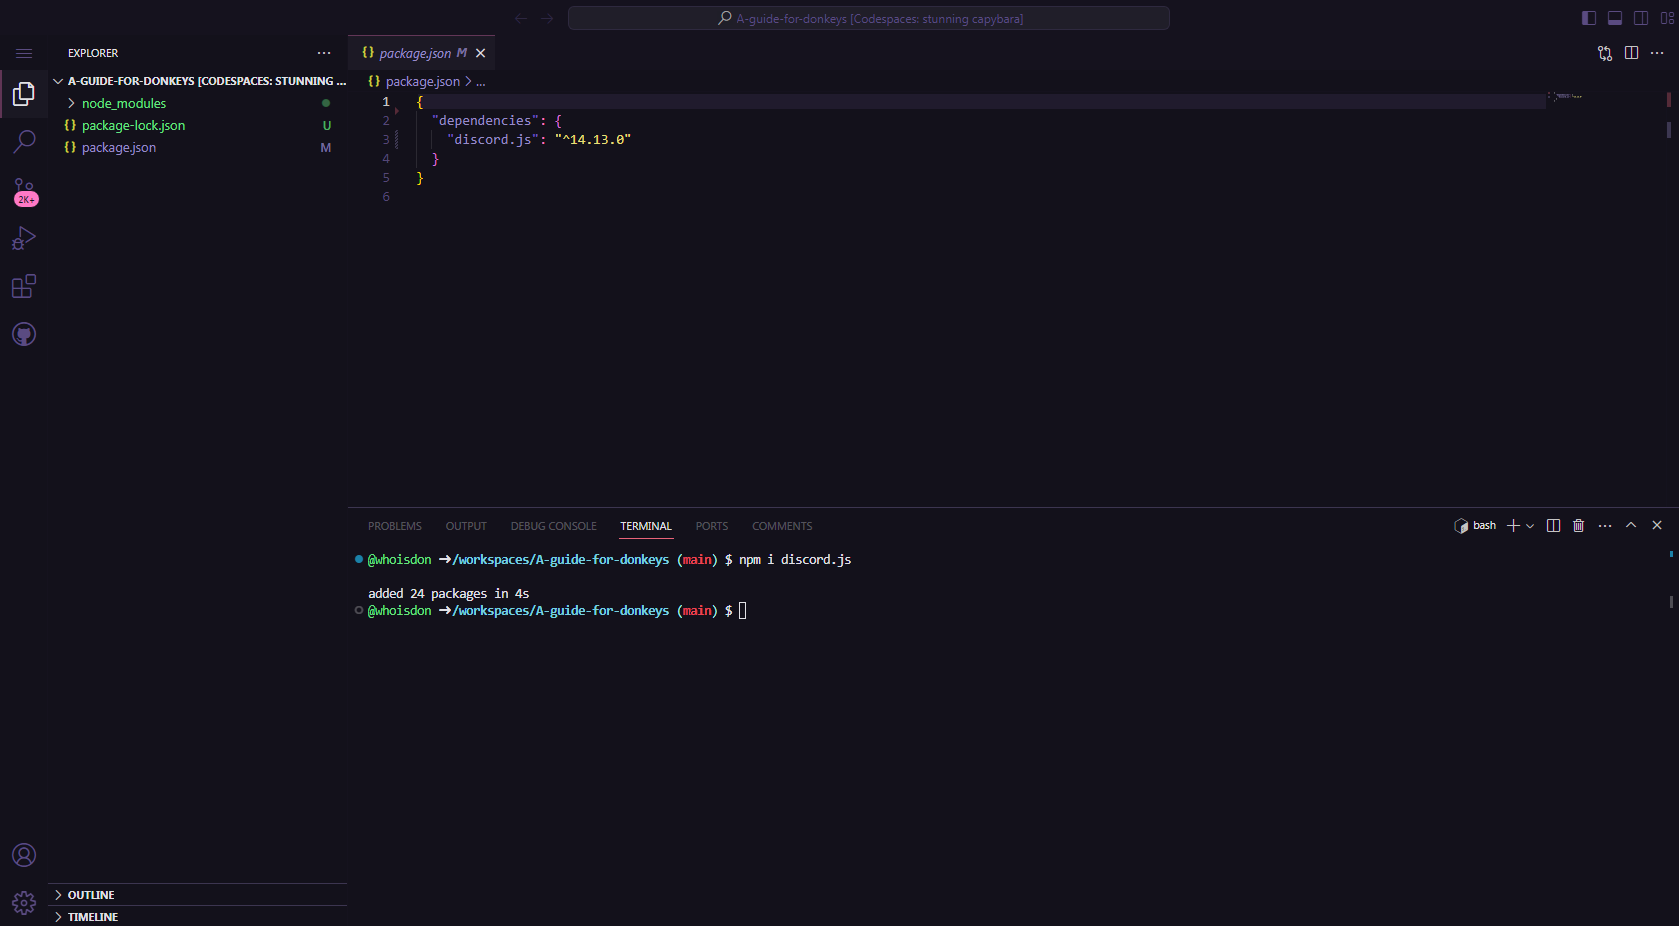 A-guide-for-donkeys [Codespaces: stunning capybara]
EXPLORER
A-GUIDE-FOR-DONKEYS [CODESPACES: STUNNING ...
node_modules
package-lock.json U
package.json M
2K+
OUTLINE
TIMELINE
{} package.json M
{} package.json > ...
1 {
2 "dependencies": {
3 "discord.js": "^14.13.0"
4 }
5 }
6
PROBLEMS OUTPUT DEBUG CONSOLE TERMINAL PORTS COMMENTS
bash
@whoisdon ➜/workspaces/A-guide-for-donkeys (main) $ npm i discord.js
added 24 packages in 4s
@whoisdon ➜/workspaces/A-guide-for-donkeys (main) $